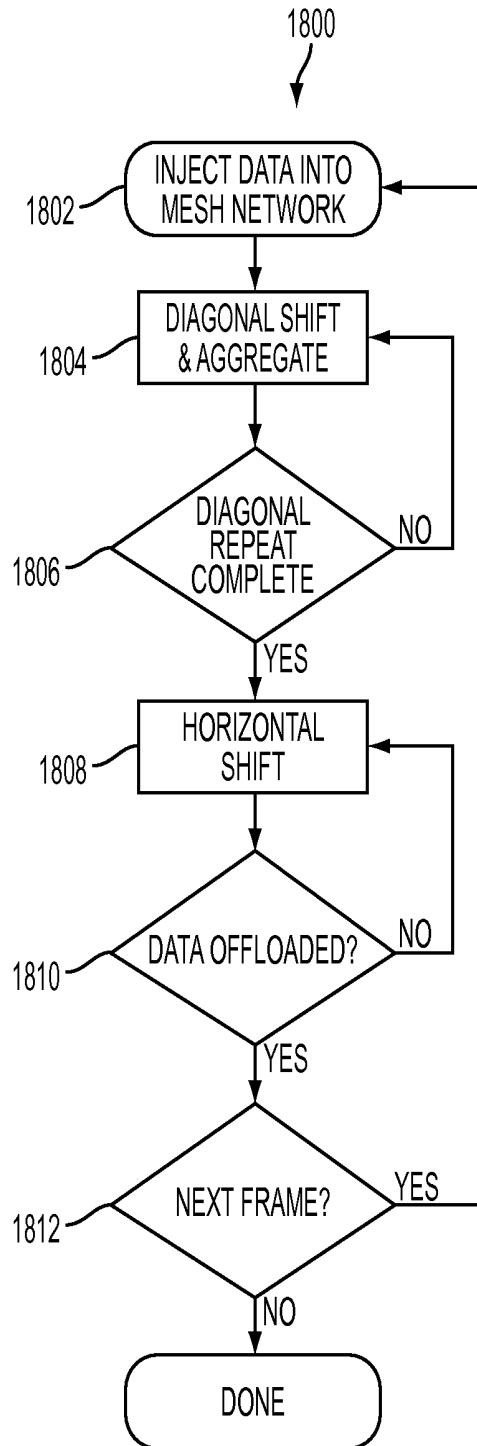 1800
INJECT DATA INTO
MESH NETWORK
1802
DIAGONAL SHIFT
& AGGREGATE
1804
DIAGONAL
REPEAT
COMPLETE
NO
1806
YES
HORIZONTAL
SHIFT
1808
DATA OFFLOADED?
NO
1810
YES
NEXT FRAME?
YES
1812
NO
DONE